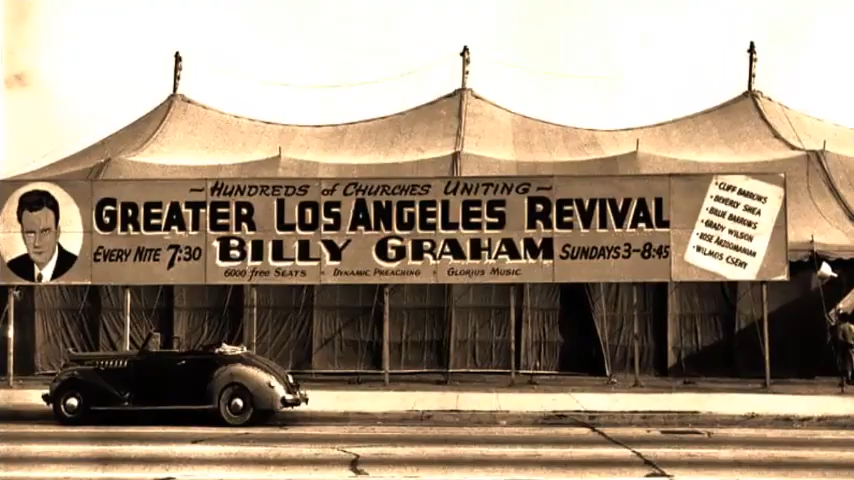 ~ HUNDREDS of CHURCHES UNITING ~
GREATER LOS ANGELES REVIVAL
EVERY NITE 7:30 BILLY GRAHAM SUNDAYS 3-8:45
6000 free SEATS • DYNAMIC PREACHING • GLORIUS MUSIC
• CLIFF BARROWS
• BEVERLY SHEA
• BILLIE BARROWS
• GRADY WILSON
• ROSE ARZOOMANIAN
• WILMOS CSEHY